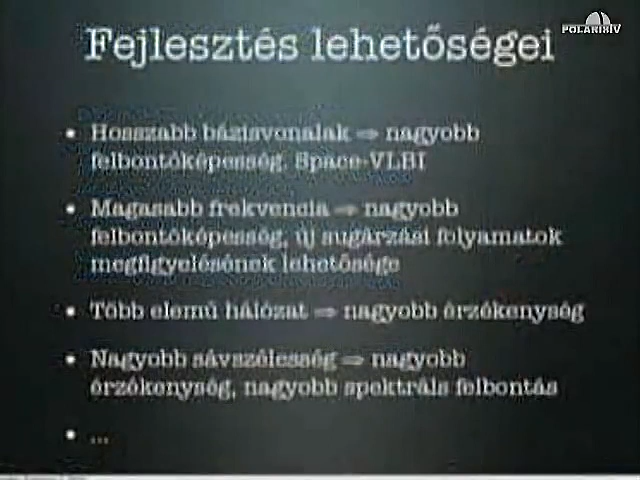 Fejlesztés lehetőségei
POLARIXIV
• Hosszabb bázisvonalak ⇒ nagyobb
felbontóképesség. Space-VLBI
• Magasabb frekvencia ⇒ nagyobb
felbontóképesség, új sugárzási folyamatok
megfigyelésének lehetősége
• Több elemű hálózat ⇒ nagyobb érzékenység
• Nagyobb sávszélesség ⇒ nagyobb
érzékenység, nagyobb spektrális felbontás
• ...